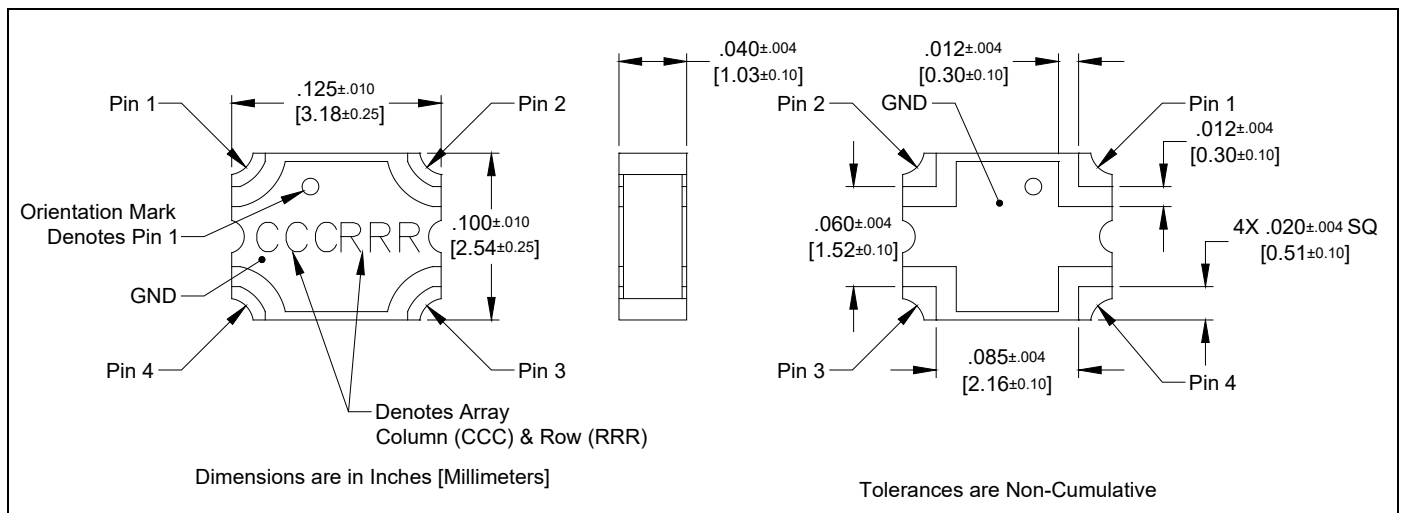 Pin 1
.125±.010
[3.18±0.25]
Pin 2
Orientation Mark
Denotes Pin 1
CCCRRR
.100±.010
[2.54±0.25]
GND
Pin 4
Pin 3
Denotes Array
Column (CCC) & Row (RRR)
Dimensions are in Inches [Millimeters]
.040±.004
[1.03±0.10]
.012±.004
[0.30±0.10]
Pin 2
GND
Pin 1
.012±.004
[0.30±0.10]
.060±.004
[1.52±0.10]
4X .020±.004 SQ
[0.51±0.10]
Pin 3
.085±.004
[2.16±0.10]
Pin 4
Tolerances are Non-Cumulative